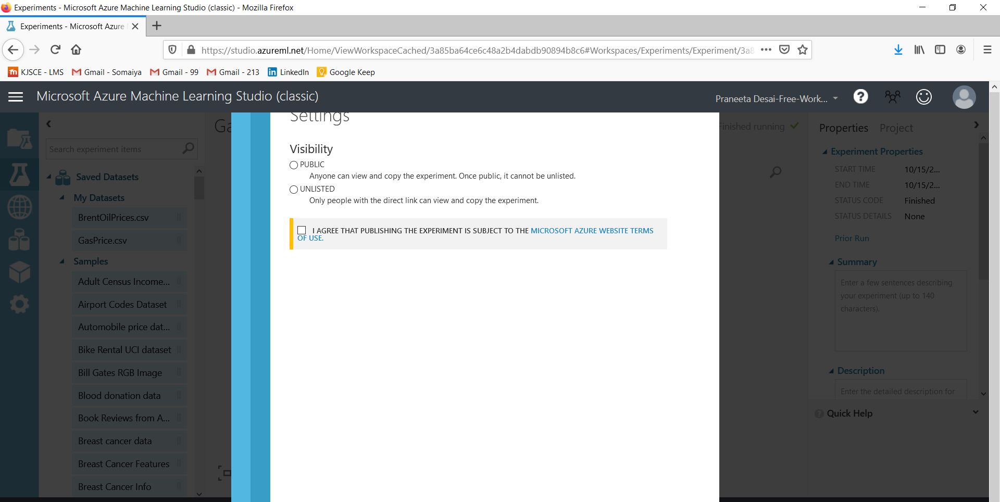 Experiments - Microsoft Azure Machine Learning Studio (classic) - Mozilla Firefox
Experiments - Microsoft Azure
https://studio.azureml.net/Home/ViewWorkspaceCached/3a85ba64ce6c48a2b4dabdb90894b8c6#Workspaces/Experiments/Experiment/3a8
KJSCE - LMS
Gmail - Somaiya
Gmail - 99
Gmail - 213
LinkedIn
Google Keep
Microsoft Azure Machine Learning Studio (classic)
Praneeta Desai-Free-Work...
Search experiment items
Saved Datasets
My Datasets
BrentOilPrices.csv
GasPrice.csv
Samples
Adult Census Income...
Airport Codes Dataset
Automobile price dat...
Bike Rental UCI dataset
Bill Gates RGB Image
Blood donation data
Book Reviews from A...
Breast cancer data
Breast Cancer Features
Breast Cancer Info
Ga
Settings
Visibility
PUBLIC
Anyone can view and copy the experiment. Once public, it cannot be unlisted.
UNLISTED
Only people with the direct link can view and copy the experiment.
I AGREE THAT PUBLISHING THE EXPERIMENT IS SUBJECT TO THE MICROSOFT AZURE WEBSITE TERMS
OF USE.
Finished running
Properties Project
Experiment Properties
START TIME 10/15/2...
END TIME 10/15/2...
STATUS CODE Finished
STATUS DETAILS None
Prior Run
Summary
Enter a few sentences describing
your experiment (up to 140
characters).
Description
Enter the detailed description for
Quick Help